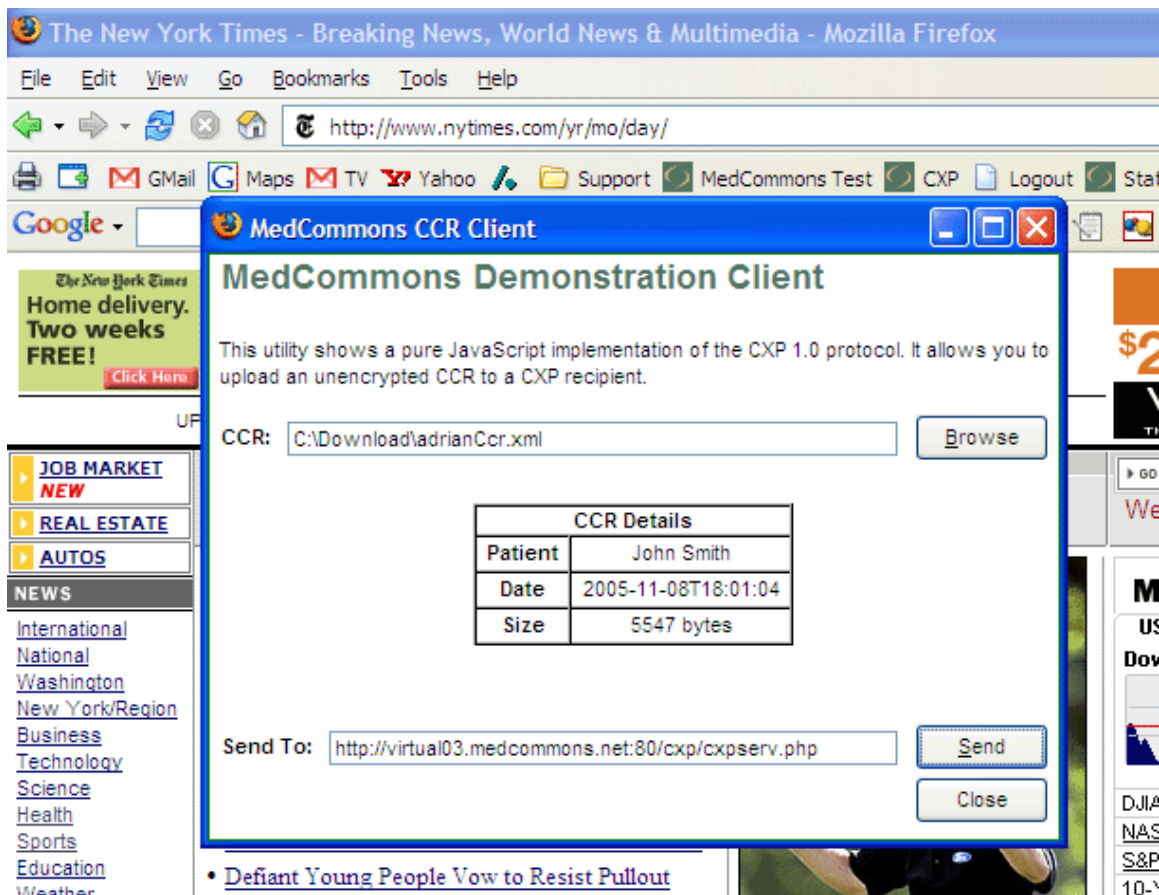 The New York Times - Breaking News, World News & Multimedia - Mozilla Firefox
File Edit View Go Bookmarks Tools Help
http://www.nytimes.com/yr/mo/day/
GMail Maps TV Yahoo Support MedCommons Test CXP Logout
Google
MedCommons CCR Client
MedCommons Demonstration Client
This utility shows a pure JavaScript implementation of the CXP 1.0 protocol. It allows you to
upload an unencrypted CCR to a CXP recipient.
CCR: C:\Download\adrianCcr.xml Browse
CCR Details
Patient John Smith
Date 2005-11-08T18:01:04
Size 5547 bytes
Send To: http://virtual03.medcommons.net:80/cxp/cxpserv.php Send
Close
The New York Times
Home delivery.
Two weeks
FREE!
Click Here
JOB MARKET
NEW
REAL ESTATE
AUTOS
NEWS
International
National
Washington
New York/Region
Business
Technology
Science
Health
Sports
Education
Weather
• Defiant Young People Vow to Resist Pullout
$2
GO
We